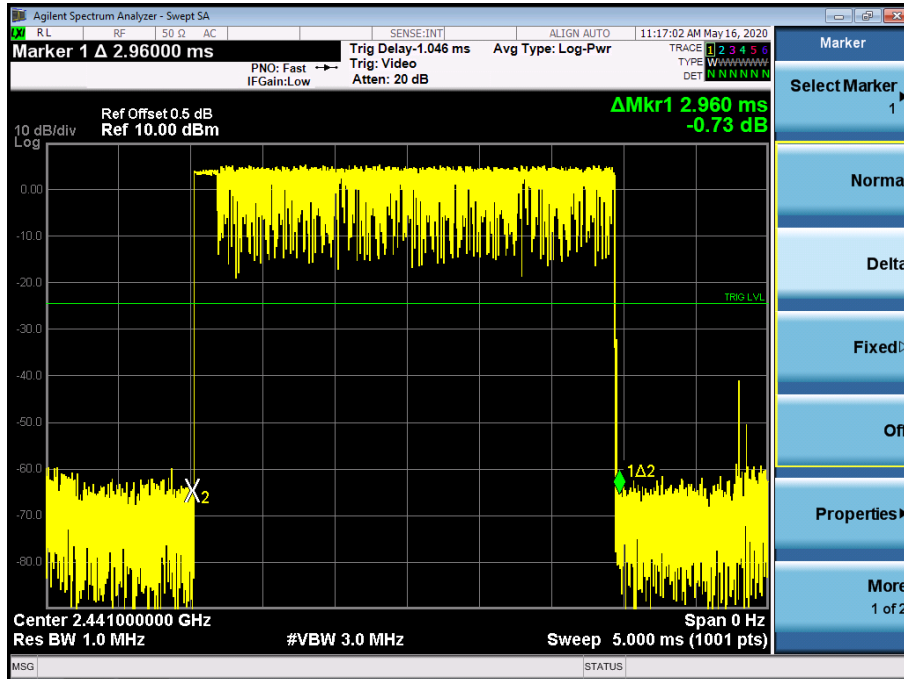 Agilent Spectrum Analyzer - Swept SA
LXI RL RF 50 Ω AC SENSE:INT ALIGN AUTO 11:17:02 AM May 16, 2020
Marker 1 Δ 2.96000 ms
PNO: Fast
IFGain:Low
Trig Delay-1.046 ms
Trig: Video
Atten: 20 dB
Avg Type: Log-Pwr
TRACE 1 2 3 4 5 6
TYPE WWWWWW
DET N N N N N N
ΔMkr1 2.960 ms
-0.73 dB
Ref Offset 0.5 dB
10 dB/div Ref 10.00 dBm
Log
0.00
-10.0
-20.0
TRIG LVL
-30.0
-40.0
-50.0
-60.0
1Δ2
2
-70.0
-80.0
Center 2.441000000 GHz Span 0 Hz
Res BW 1.0 MHz #VBW 3.0 MHz Sweep 5.000 ms (1001 pts)
MSG STATUS
Marker
Select Marker
1
Norma
Delta
Fixed
Off
Properties
More
1 of 2